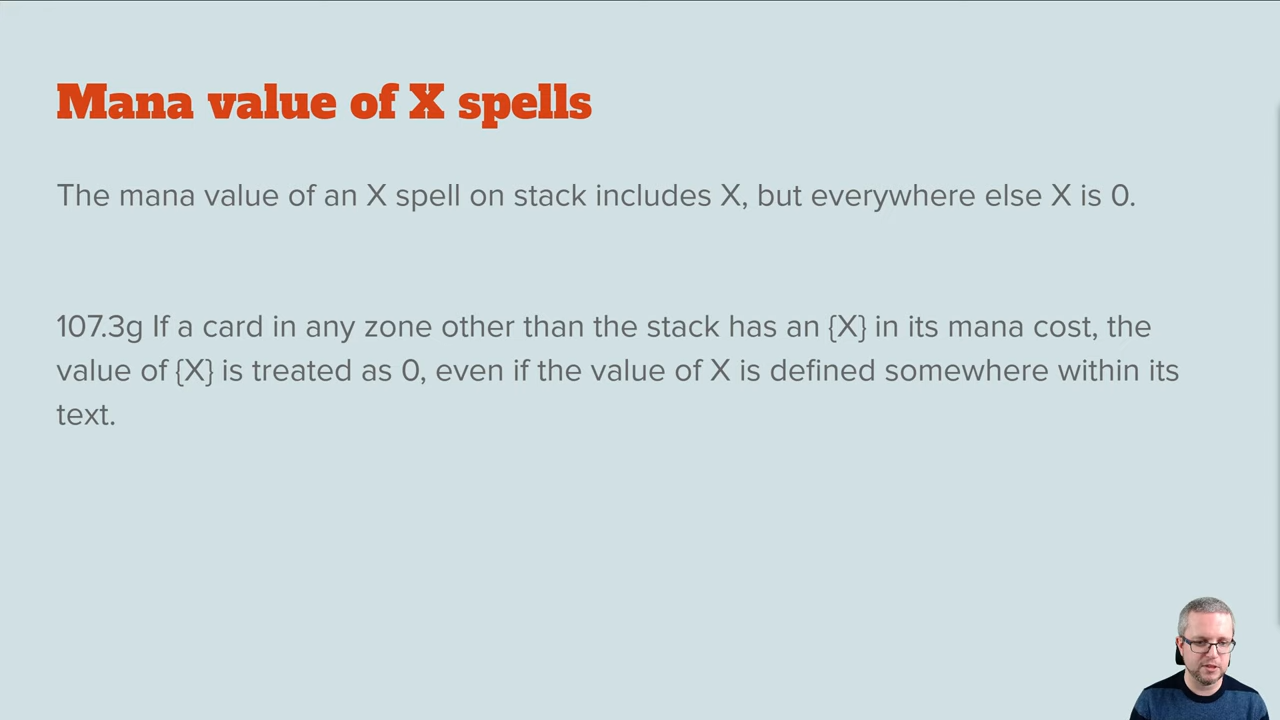 Mana value of X spells
The mana value of an X spell on stack includes X, but everywhere else X is 0.
107.3g If a card in any zone other than the stack has an {X} in its mana cost, the
value of {X} is treated as 0, even if the value of X is defined somewhere within its
text.